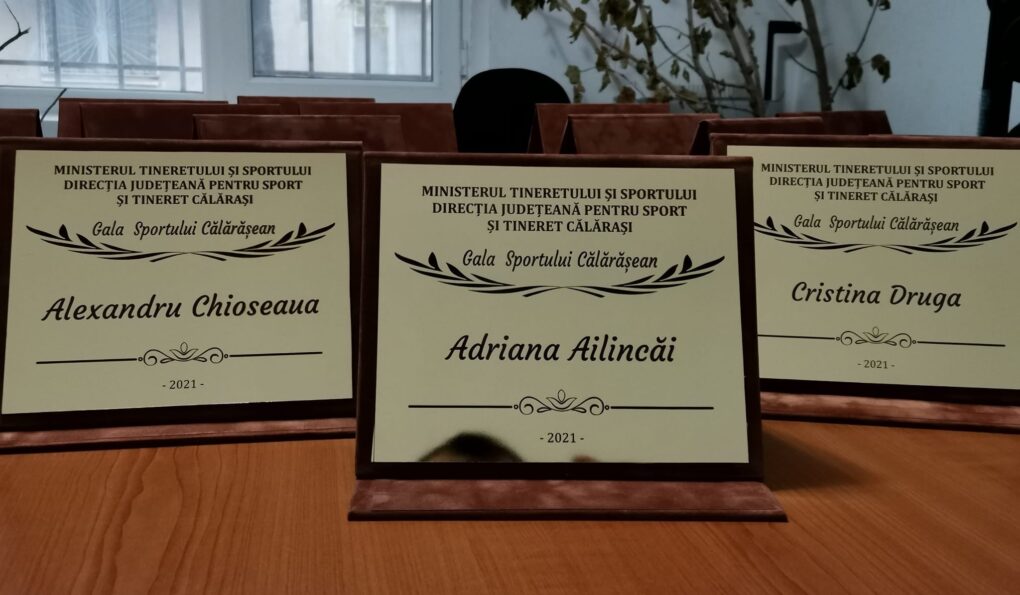 MINISTERUL TINERETULUI ȘI SPORTULUI
DIRECȚIA JUDEȚEANĂ PENTRU SPORT
ȘI TINERET CĂLĂRAȘI
Gala Sportului Călărășean
Alexandru Chioseaua
- 2021 -
MINISTERUL TINERETULUI ȘI SPORTULUI
DIRECȚIA JUDEȚEANĂ PENTRU SPORT
ȘI TINERET CĂLĂRAȘI
Gala Sportului Călărășean
Adriana Ailincăi
- 2021 -
MINISTERUL TINERETULUI ȘI SPORTULUI
DIRECȚIA JUDEȚEANĂ PENTRU SPORT
ȘI TINERET CĂLĂRAȘI
Gala Sportului Călărășean
Cristina Druga
- 2021 -